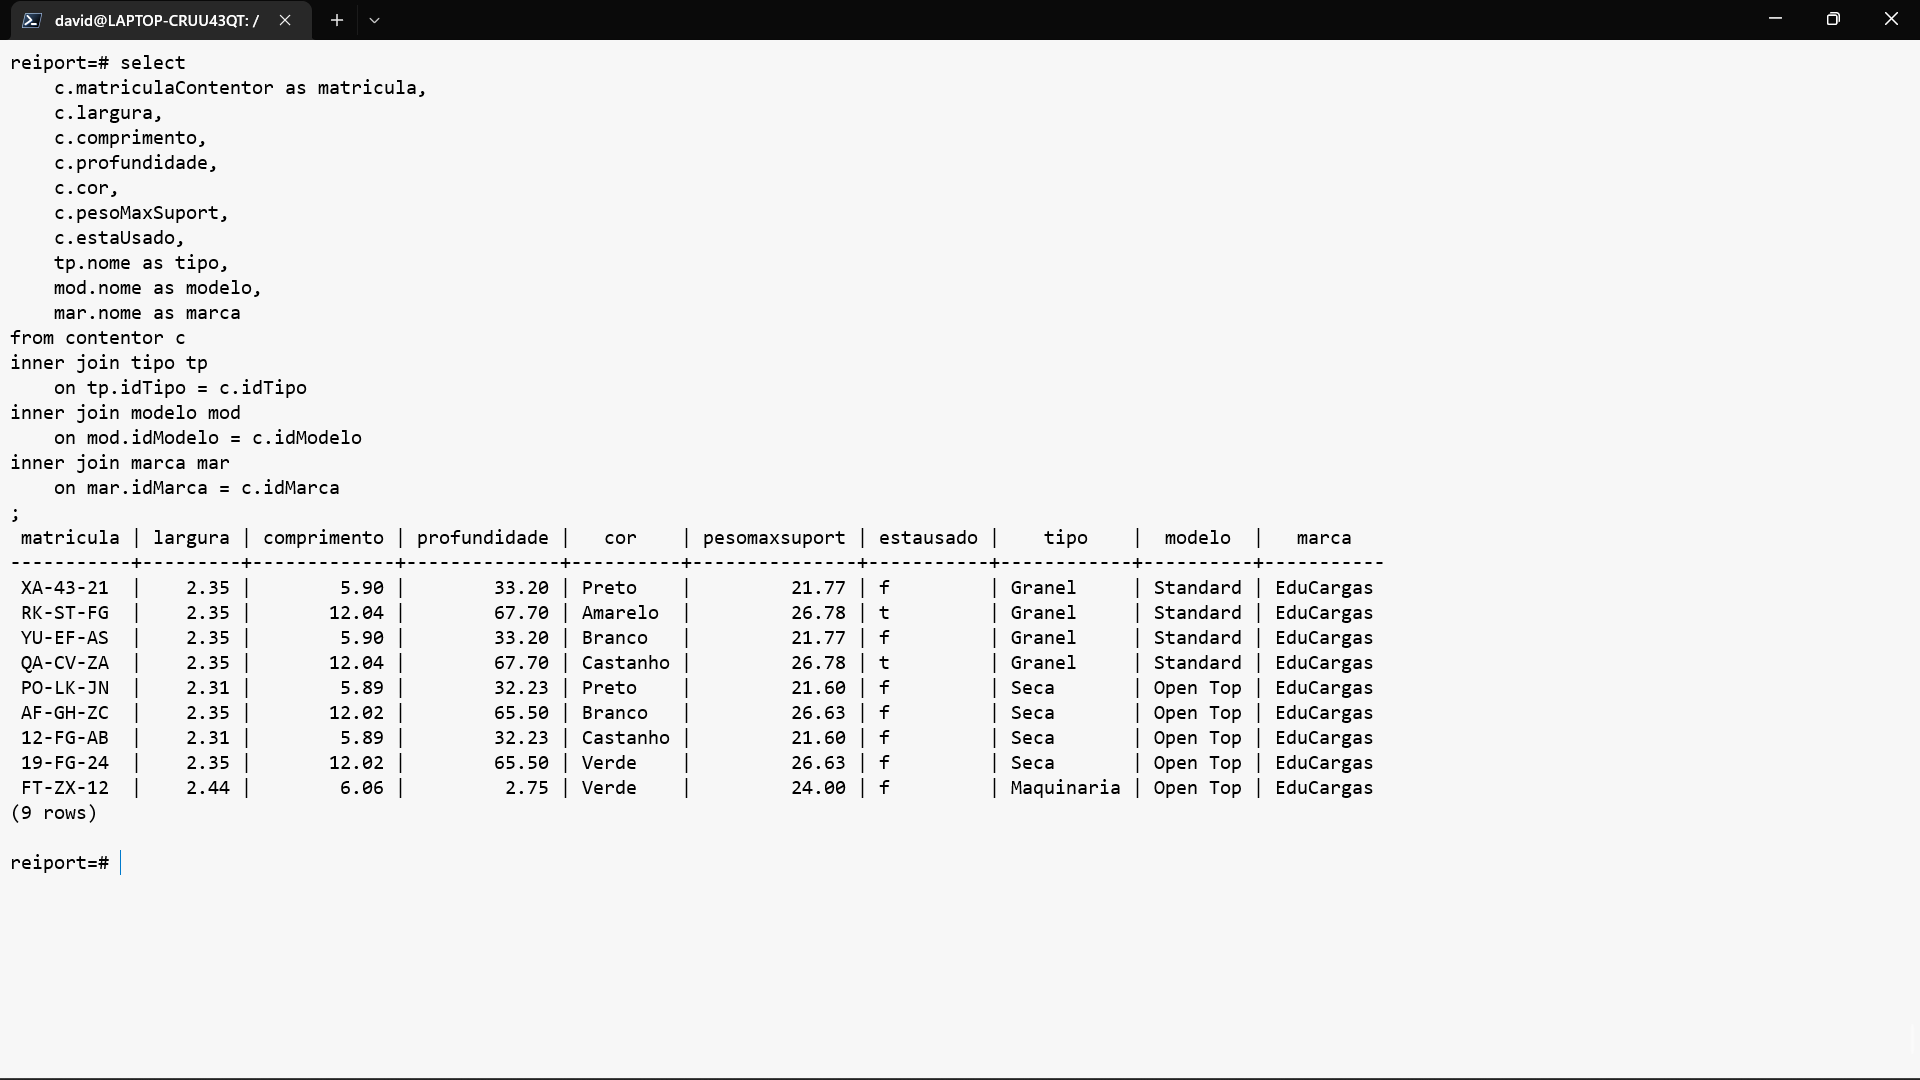 david@LAPTOP-CRUU43QT: /
reiport=# select
    c.matriculaContentor as matricula,
    c.largura,
    c.comprimento,
    c.profundidade,
    c.cor,
    c.pesoMaxSuport,
    c.estaUsado,
    tp.nome as tipo,
    mod.nome as modelo,
    mar.nome as marca
from contentor c
inner join tipo tp
    on tp.idTipo = c.idTipo
inner join modelo mod
    on mod.idModelo = c.idModelo
inner join marca mar
    on mar.idMarca = c.idMarca
;
 matricula | largura | comprimento | profundidade |   cor    | pesomaxsuport | estausado |    tipo    |  modelo  |   marca
-----------+---------+-------------+--------------+----------+---------------+-----------+------------+----------+-----------
 XA-43-21  |    2.35 |        5.90 |        33.20 | Preto    |         21.77 | f         | Granel     | Standard | EduCargas
 RK-ST-FG  |    2.35 |       12.04 |        67.70 | Amarelo  |         26.78 | t         | Granel     | Standard | EduCargas
 YU-EF-AS  |    2.35 |        5.90 |        33.20 | Branco   |         21.77 | f         | Granel     | Standard | EduCargas
 QA-CV-ZA  |    2.35 |       12.04 |        67.70 | Castanho |         26.78 | t         | Granel     | Standard | EduCargas
 PO-LK-JN  |    2.31 |        5.89 |        32.23 | Preto    |         21.60 | f         | Seca       | Open Top | EduCargas
 AF-GH-ZC  |    2.35 |       12.02 |        65.50 | Branco   |         26.63 | f         | Seca       | Open Top | EduCargas
 12-FG-AB  |    2.31 |        5.89 |        32.23 | Castanho |         21.60 | f         | Seca       | Open Top | EduCargas
 19-FG-24  |    2.35 |       12.02 |        65.50 | Verde    |         26.63 | f         | Seca       | Open Top | EduCargas
 FT-ZX-12  |    2.44 |        6.06 |         2.75 | Verde    |         24.00 | f         | Maquinaria | Open Top | EduCargas
(9 rows)
reiport=#